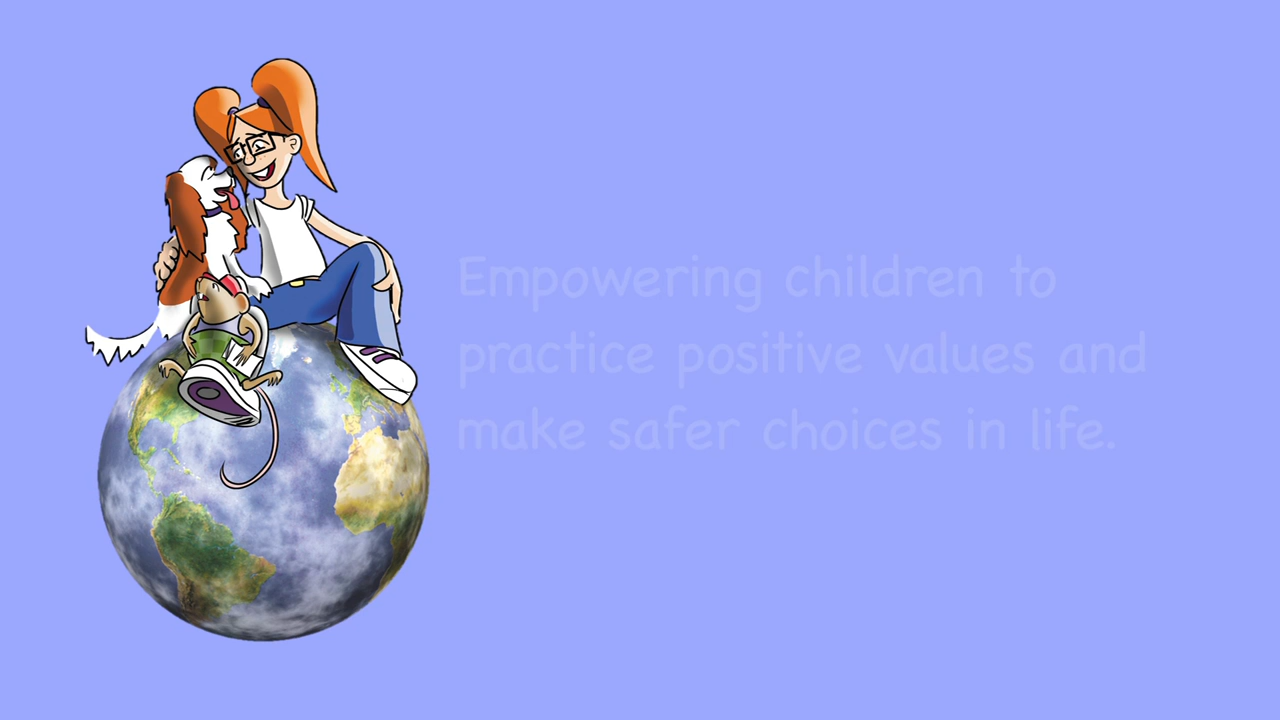 Empowering children to
practice positive values and
make safer choices in life.